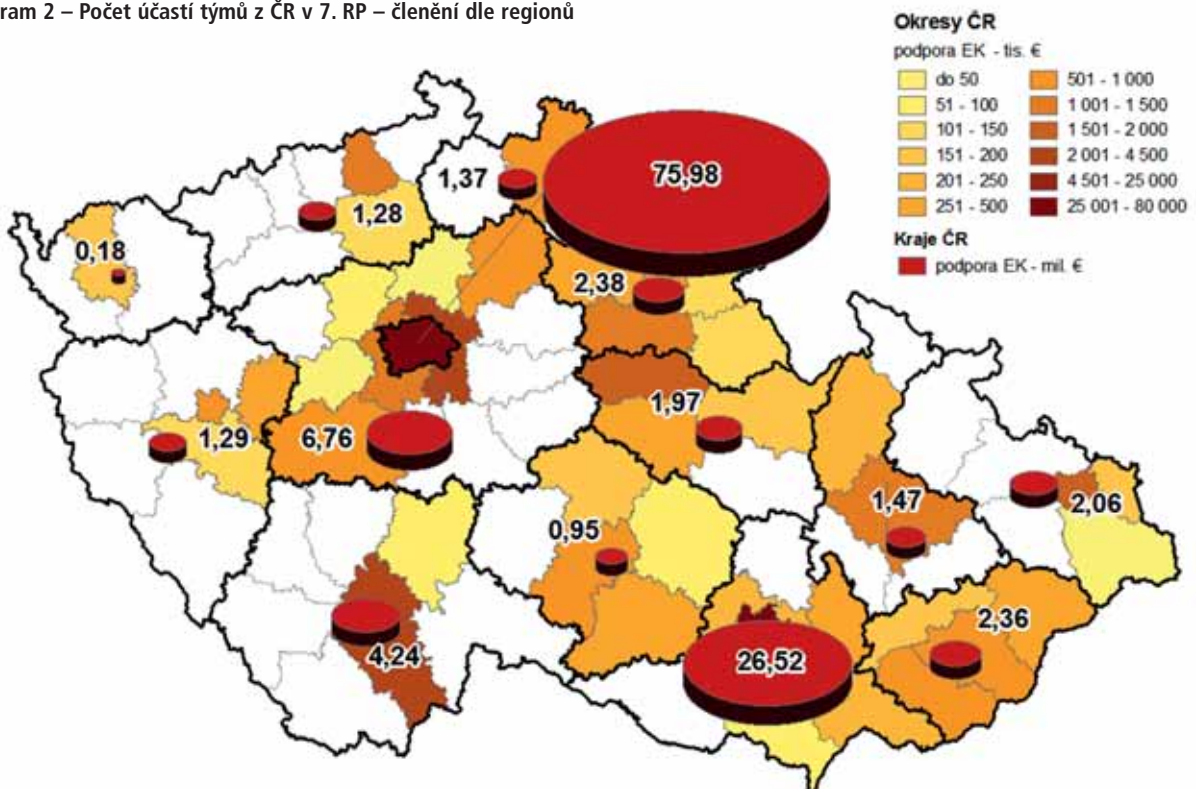 ram 2 – Počet účastí týmů z ČR v 7. RP – členění dle regionů
Okresy ČR
podpora EK - tis. €
do 50
51 - 100
101 - 150
151 - 200
201 - 250
251 - 500
501 - 1 000
1 001 - 1 500
1 501 - 2 000
2 001 - 4 500
4 501 - 25 000
25 001 - 80 000
Kraje ČR
podpora EK - mil. €
75,98
1,37
1,28
0,18
2,38
1,97
1,29
6,76
1,47
2,06
0,95
2,36
4,24
26,52